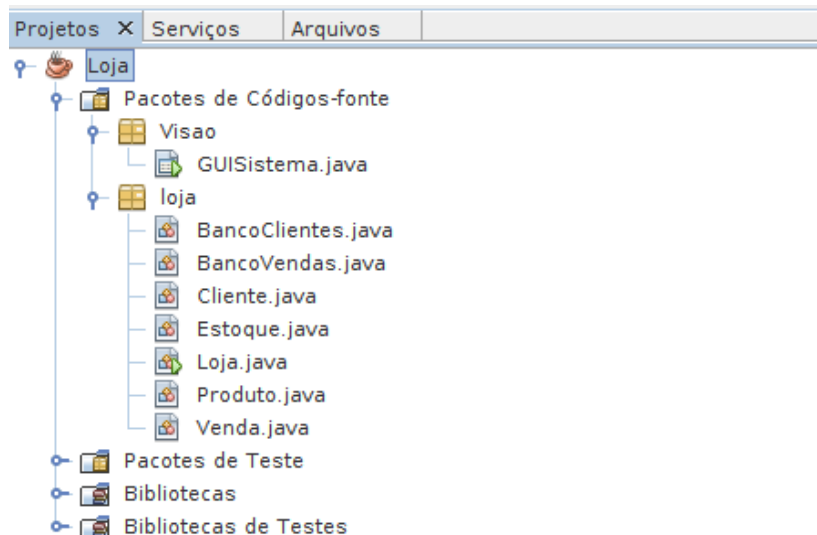 Projetos Serviços Arquivos
Loja
Pacotes de Códigos-fonte
Visao
GUISistema.java
loja
BancoClientes.java
BancoVendas.java
Cliente.java
Estoque.java
Loja.java
Produto.java
Venda.java
Pacotes de Teste
Bibliotecas
Bibliotecas de Testes